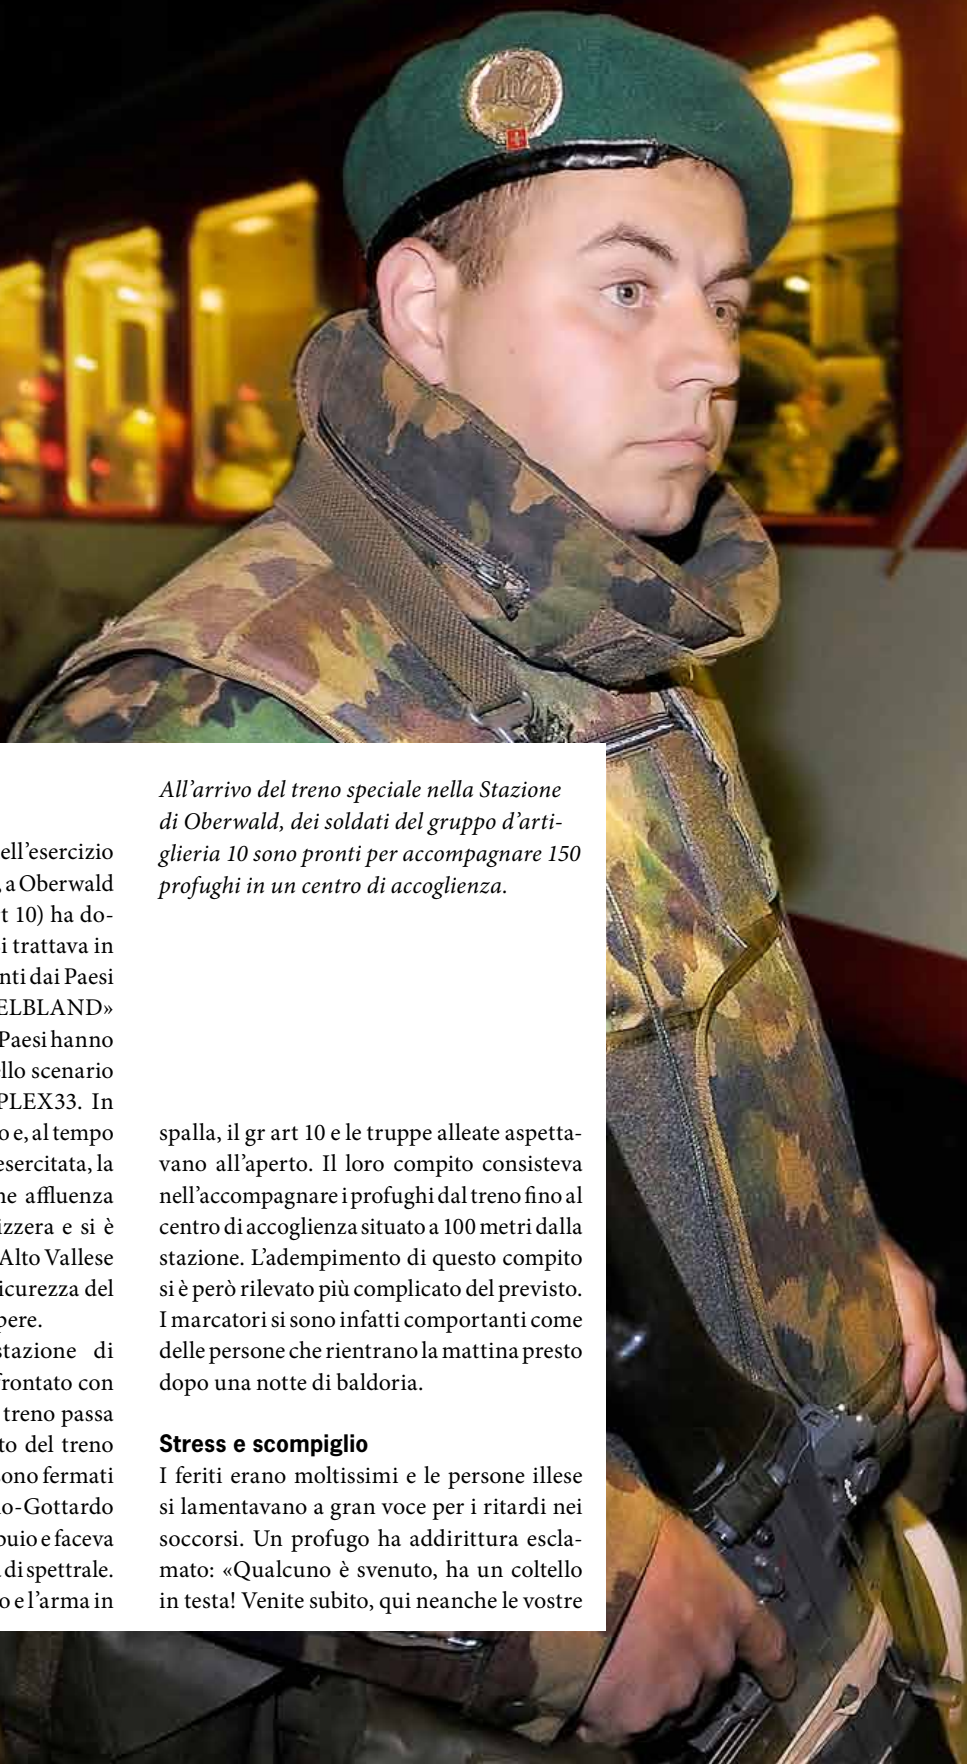 ell'esercizio
, a Oberwald
t 10) ha do-
i trattava in
nti dai Paesi
ELBLAND»
Paesi hanno
llo scenario
PLEX33. In
o e, al tempo
esercitata, la
ne affluenza
izzera e si è
Alto Vallese
icurezza del
pere.
stazione di
frontato con
treno passa
to del treno
sono fermati
o-Gottardo
buio e faceva
di spettrale.
o e l'arma in
All'arrivo del treno speciale nella Stazione
di Oberwald, dei soldati del gruppo d'arti-
glieria 10 sono pronti per accompagnare 150
profughi in un centro di accoglienza.
spalla, il gr art 10 e le truppe alleate aspetta-
vano all'aperto. Il loro compito consisteva
nell'accompagnare i profughi dal treno fino al
centro di accoglienza situato a 100 metri dalla
stazione. L'adempimento di questo compito
si è però rilevato più complicato del previsto.
I marcatori si sono infatti comportanti come
delle persone che rientrano la mattina presto
dopo una notte di baldoria.
Stress e scompiglio
I feriti erano moltissimi e le persone illese
si lamentavano a gran voce per i ritardi nei
soccorsi. Un profugo ha addirittura escla-
mato: «Qualcuno è svenuto, ha un coltello
in testa! Venite subito, qui neanche le vostre